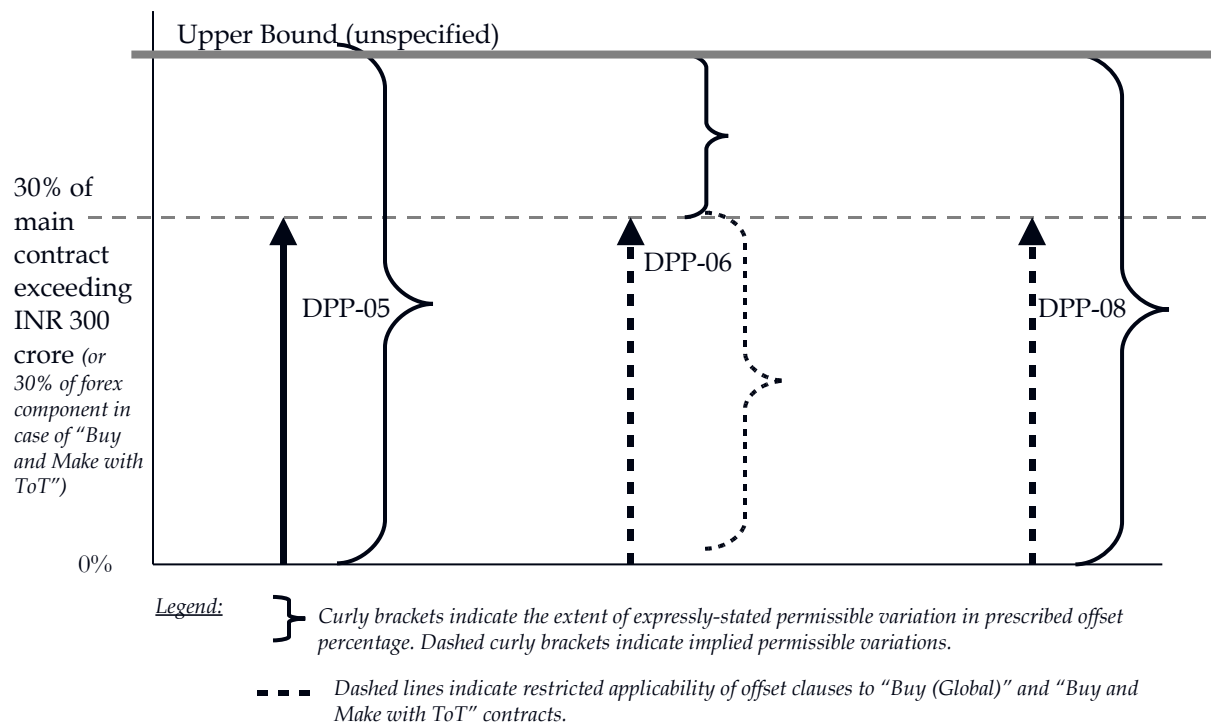 Upper Bound (unspecified)
30% of
main
contract
exceeding
INR 300
crore (or
30% of forex
component in
case of “Buy
and Make with
ToT”)
DPP-06
DPP-05
DPP-08
0%
Legend:
Curly brackets indicate the extent of expressly-stated permissible variation in prescribed offset
percentage. Dashed curly brackets indicate implied permissible variations.
Dashed lines indicate restricted applicability of offset clauses to “Buy (Global)” and “Buy and
Make with ToT” contracts.